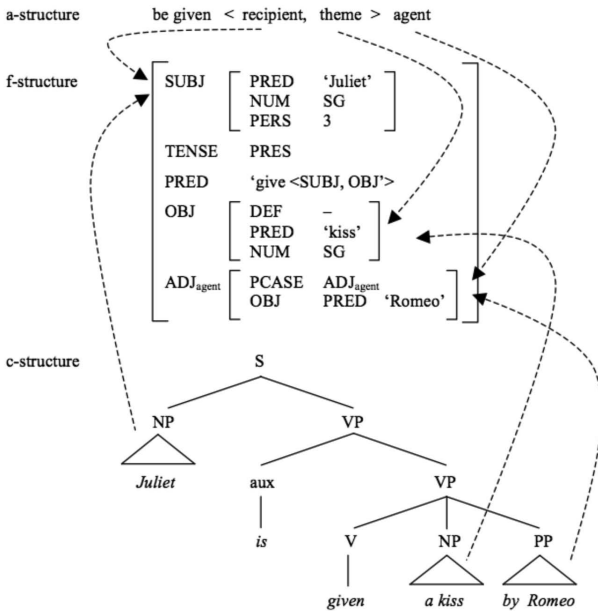 a-structure be given < recipient, theme > agent
f-structure SUBJ PRED ‘Juliet’
NUM SG
PERS 3
TENSE PRES
PRED ‘give <SUBJ, OBJ’>
OBJ DEF –
PRED ‘kiss’
NUM SG
ADJagent PCASE ADJagent
OBJ PRED ‘Romeo’
c-structure S
NP VP
Juliet aux VP
is V NP PP
given a kiss by Romeo